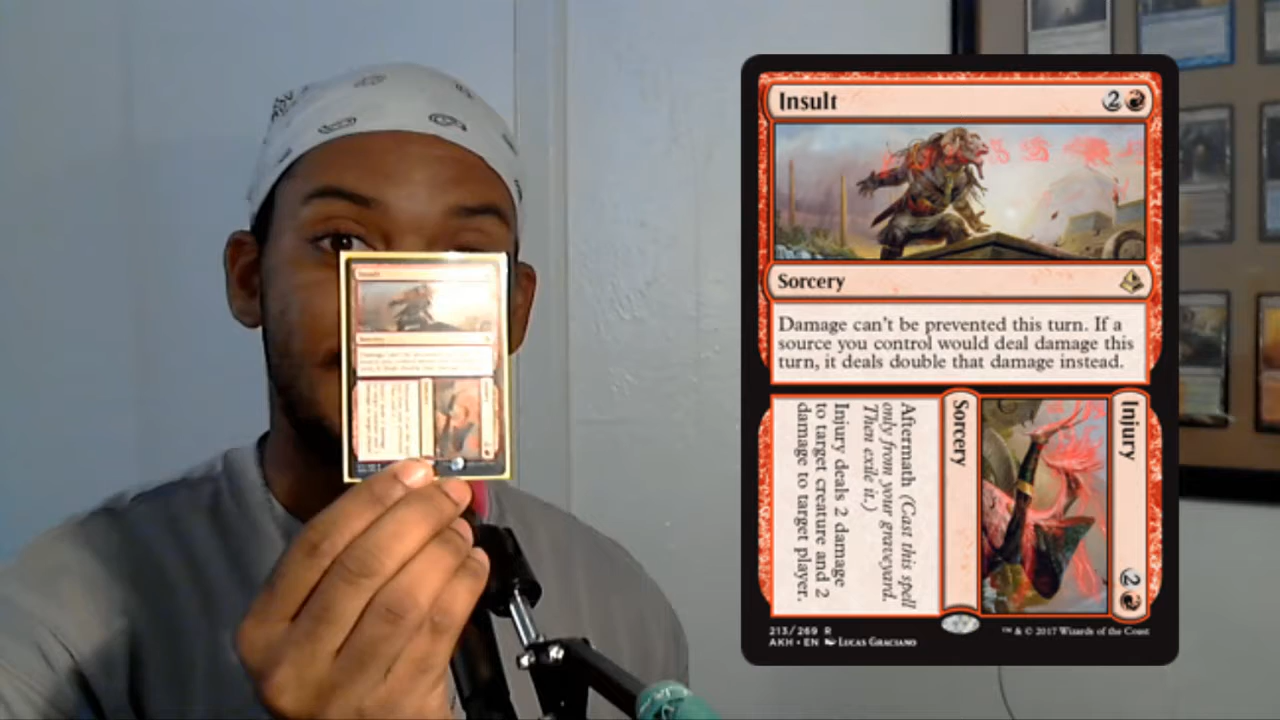 Insult
2
Sorcery
Damage can't be prevented this turn. If a
source you control would deal damage this
turn, it deals double that damage instead.
Injury
2
Sorcery
Aftermath (Cast this spell
only from your graveyard.
Then exile it.)
Injury deals 2 damage
to target creature and 2
damage to target player.
213/269 R
AKH • EN LUCAS GRACIANO
™ & © 2017 Wizards of the Coast
Insult